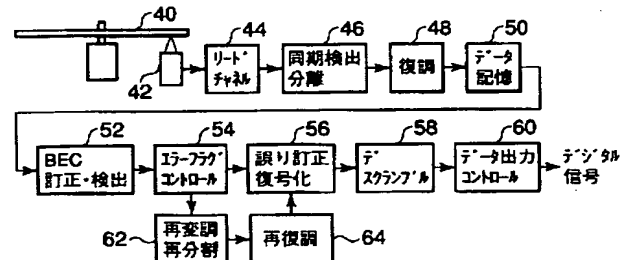 40
42
44
リード
チャネル
46
同期検出
分離
48
復調
50
データ
記憶
52
BEC
訂正・検出
54
エラーフラグ
コントロール
56
誤り訂正
復号化
58
デ
スクランブル
60
データ出力
コントロール
デジタル
信号
62
再変調
再分割
再復調
64